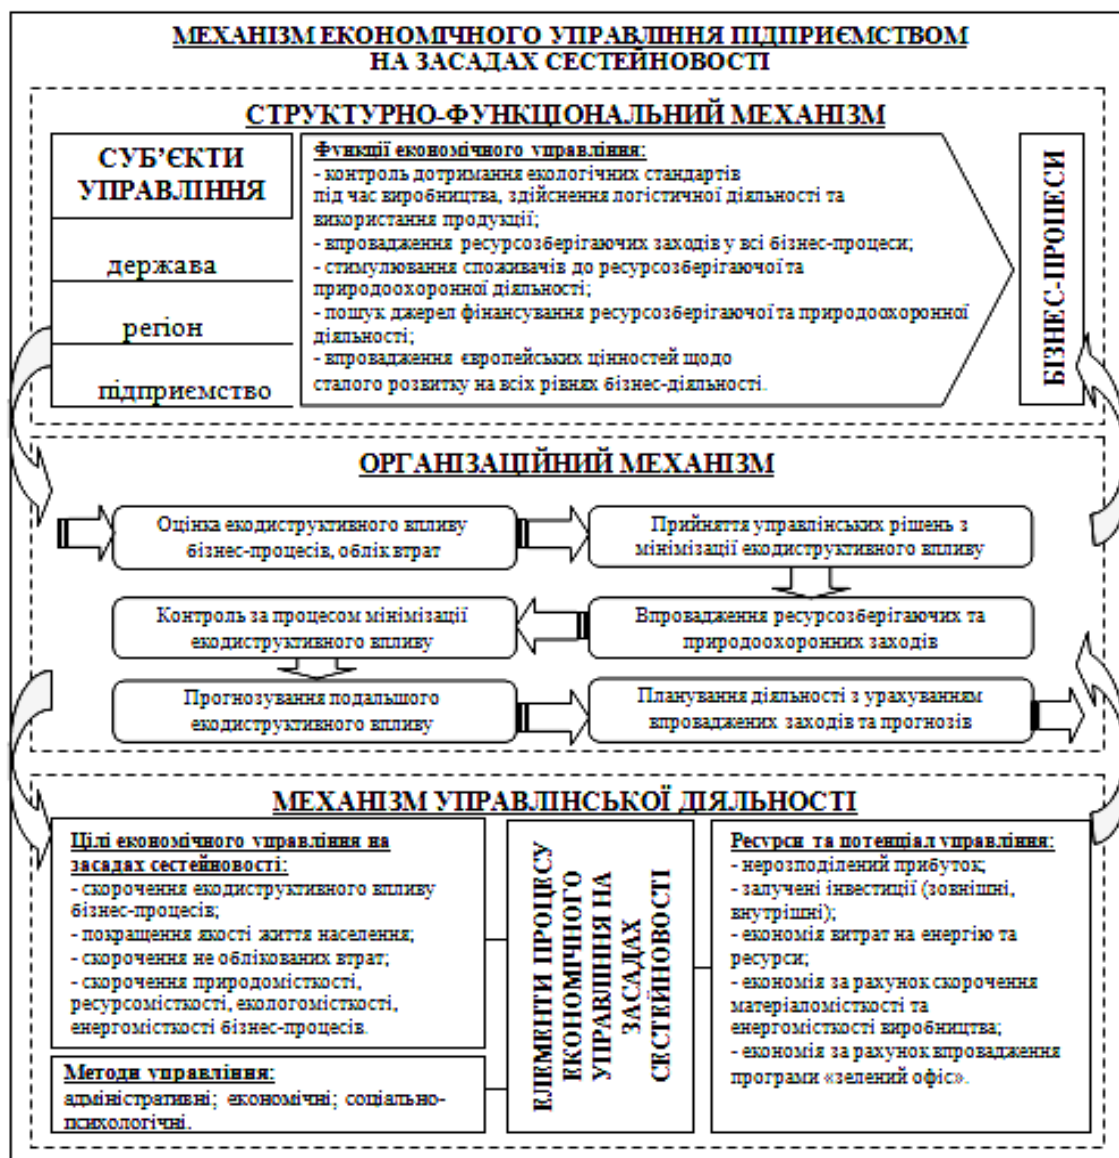 МЕХАНІЗМ ЕКОНОМІЧНОГО УПРАВЛІННЯ ПІДПРИЄМСТВОМ
НА ЗАСАДАХ СЕСТЕЙНОВОСТІ
СТРУКТУРНО-ФУНКЦІОНАЛЬНИЙ МЕХАНІЗМ
СУБ’ЄКТИ
УПРАВЛІННЯ
держава
регіон
підприємство
Функції економічного управління:
- контроль дотримання екологічних стандартів
під час виробництва, здійснення логістичної діяльності та
використання продукції;
- впровадження ресурсозберігаючих заходів у всі бізнес-процеси;
- стимулювання споживачів до ресурсозберігаючої та
природоохоронної діяльності;
- пошук джерел фінансування ресурсозберігаючої та природоохоронної
діяльності;
- впровадження європейських цінностей щодо
сталого розвитку на всіх рівнях бізнес-діяльності.
БІЗНЕС-ПРОЦЕСИ
ОРГАНІЗАЦІЙНИЙ МЕХАНІЗМ
Оцінка екодиструктивного впливу
бізнес-процесів, облік втрат
Прийняття управлінських рішень з
мінімізації екодиструктивного впливу
Контроль за процесом мінімізації
екодиструктивного впливу
Впровадження ресурсозберігаючих та
природоохоронних заходів
Прогнозування подальшого
екодиструктивного впливу
Планування діяльності з урахуванням
впроваджених заходів та прогнозів
МЕХАНІЗМ УПРАВЛІНСЬКОЇ ДІЯЛЬНОСТІ
Цілі економічного управління на
засадах сестейновості:
- скорочення екодиструктивного впливу
бізнес-процесів;
- покращення якості життя населення;
- скорочення не облікованих втрат;
- скорочення природомісткості,
ресурсомісткості, екологомісткості,
енергомісткості бізнес-процесів.
Методи управління:
адміністративні; економічні; соціально-
психологічні.
ЕЛЕМЕНТИ ПРОЦЕСУ
ЕКОНОМІЧНОГО
УПРАВЛІННЯ НА
ЗАСАДАХ
СЕСТЕЙНОВОСТІ
Ресурси та потенціал управління:
- нерозподілений прибуток;
- залучені інвестиції (зовнішні,
внутрішні);
- економія витрат на енергію та
ресурси;
- економія за рахунок скорочення
матеріаломісткості та
енергомісткості виробництва;
- економія за рахунок впровадження
програми «зелений офіс».